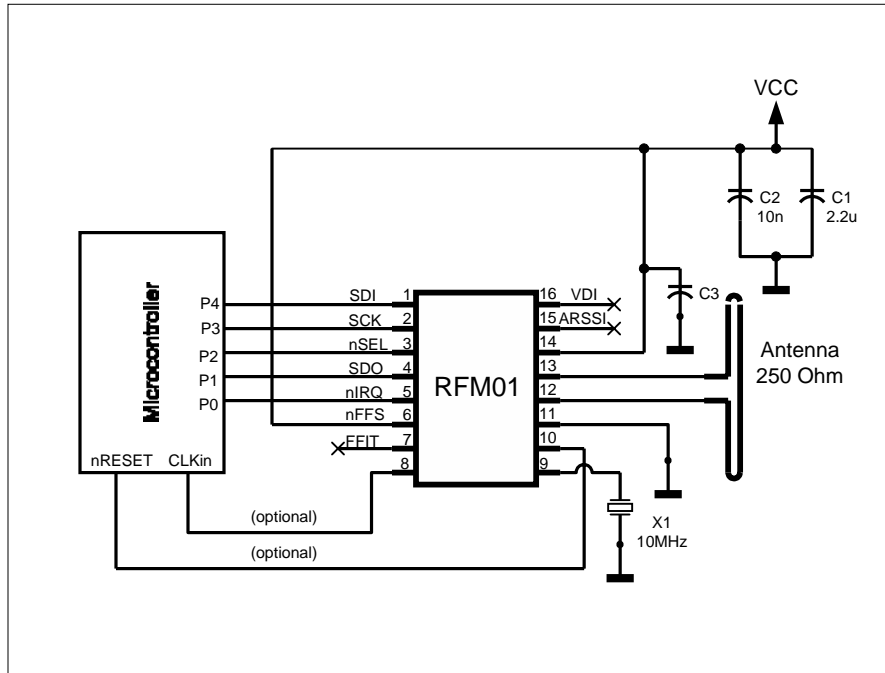 VCC
C2
10n
C1
2.2u
C3
Antenna
250 Ohm
Microcontroller
P4
P3
P2
P1
P0
nRESET
CLKin
SDI
SCK
nSEL
SDO
nIRQ
nFFS
FFIT
1
2
3
4
5
6
7
8
RFM01
16
15
14
13
12
11
10
9
VDI
ARSSI
X1
10MHz
(optional)
(optional)